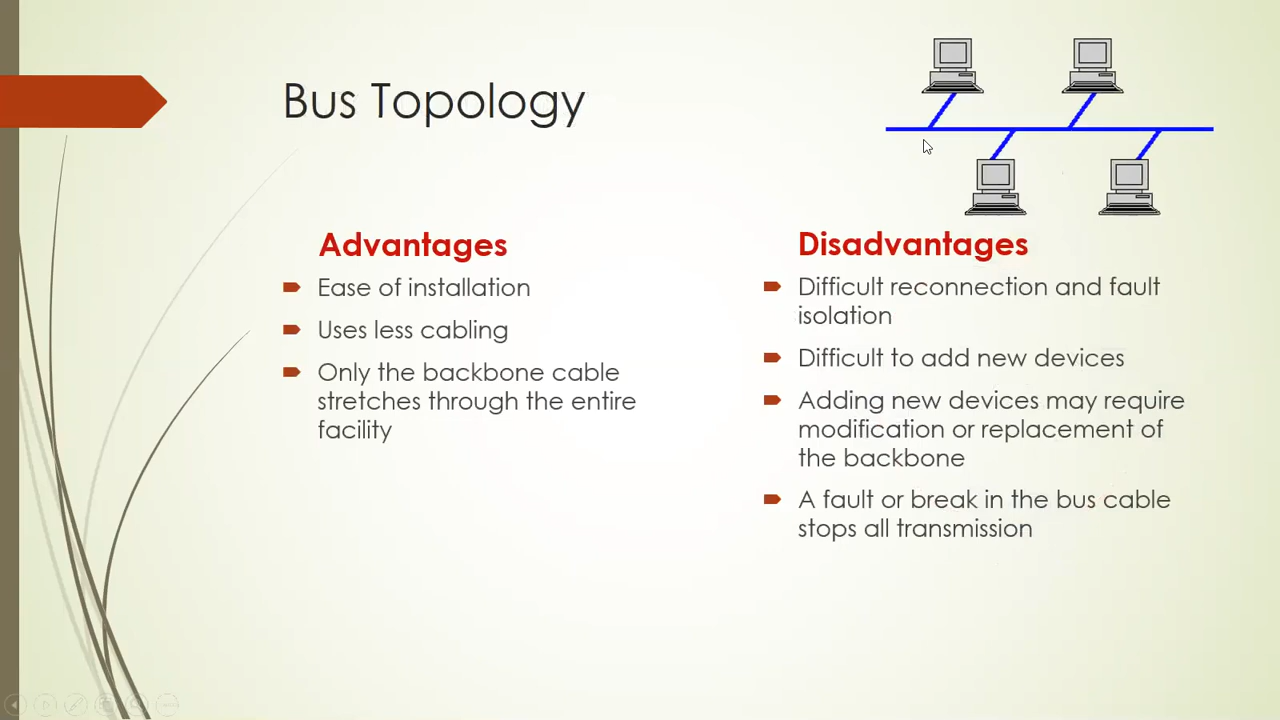 Bus Topology
Advantages
Ease of installation
Uses less cabling
Only the backbone cable
stretches through the entire
facility
Disadvantages
Difficult reconnection and fault
isolation
Difficult to add new devices
Adding new devices may require
modification or replacement of
the backbone
A fault or break in the bus cable
stops all transmission